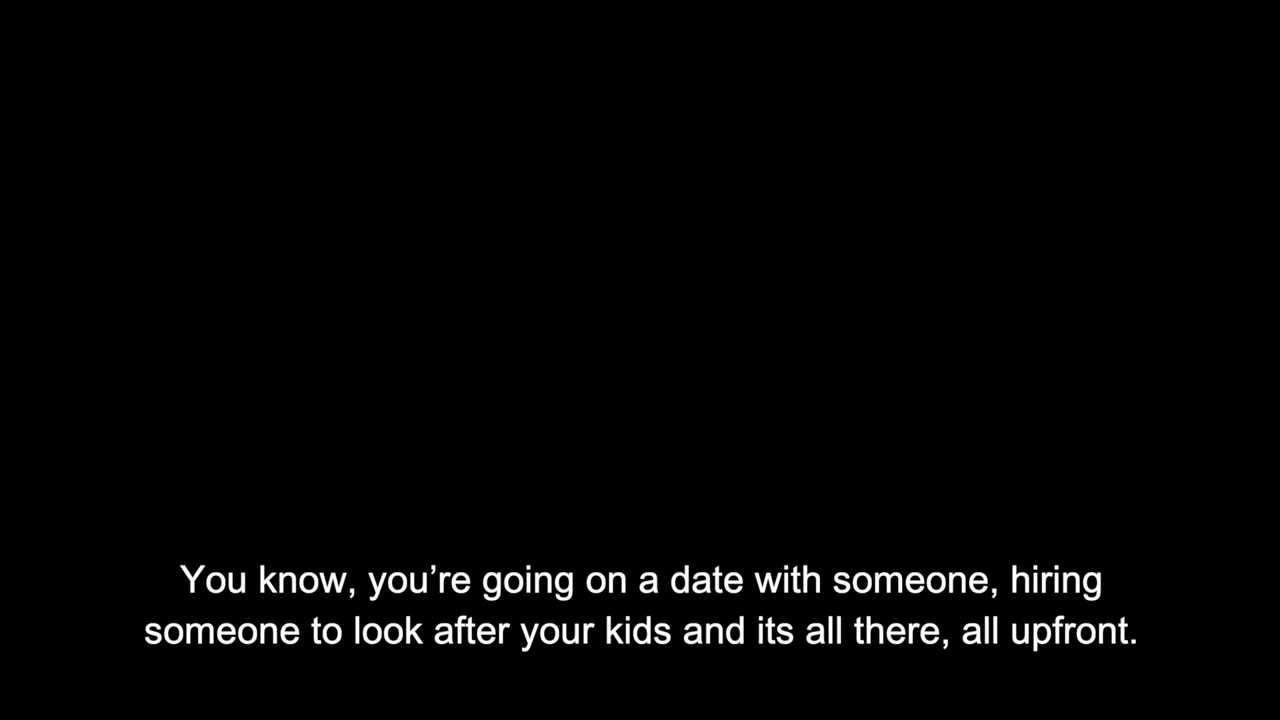 You know, you’re going on a date with someone, hiring
someone to look after your kids and its all there, all upfront.